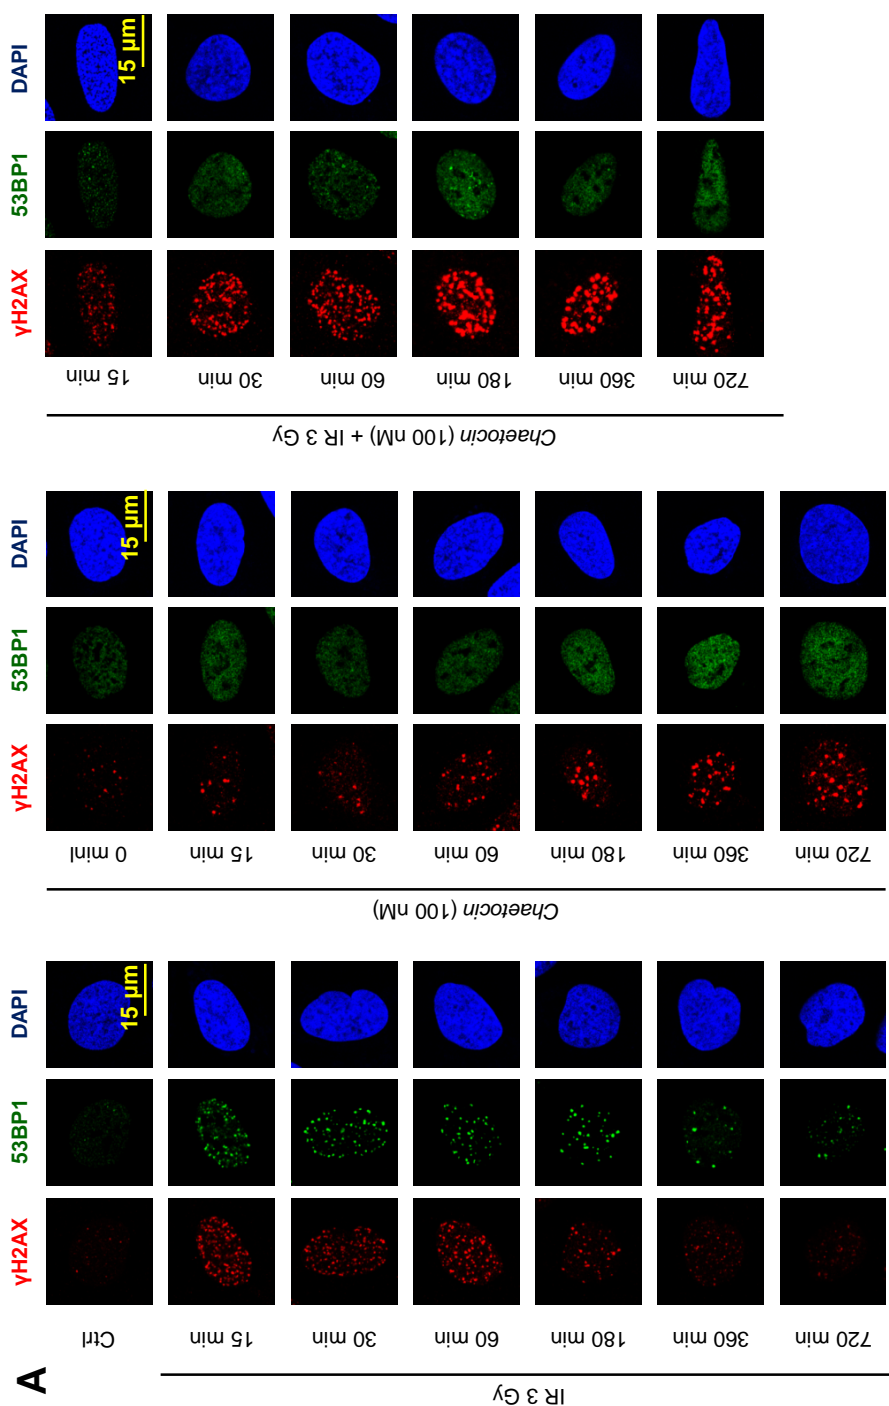 A
γH2AX
53BP1
DAPI
Ctrl
15 µm
15 min
30 min
60 min
180 min
360 min
720 min
IR 3 Gy
γH2AX
53BP1
DAPI
0 minl
15 µm
15 min
30 min
60 min
180 min
360 min
720 min
Chaetocin (100 nM)
γH2AX
53BP1
DAPI
15 min
15 µm
30 min
60 min
180 min
360 min
720 min
Chaetocin (100 nM) + IR 3 Gy